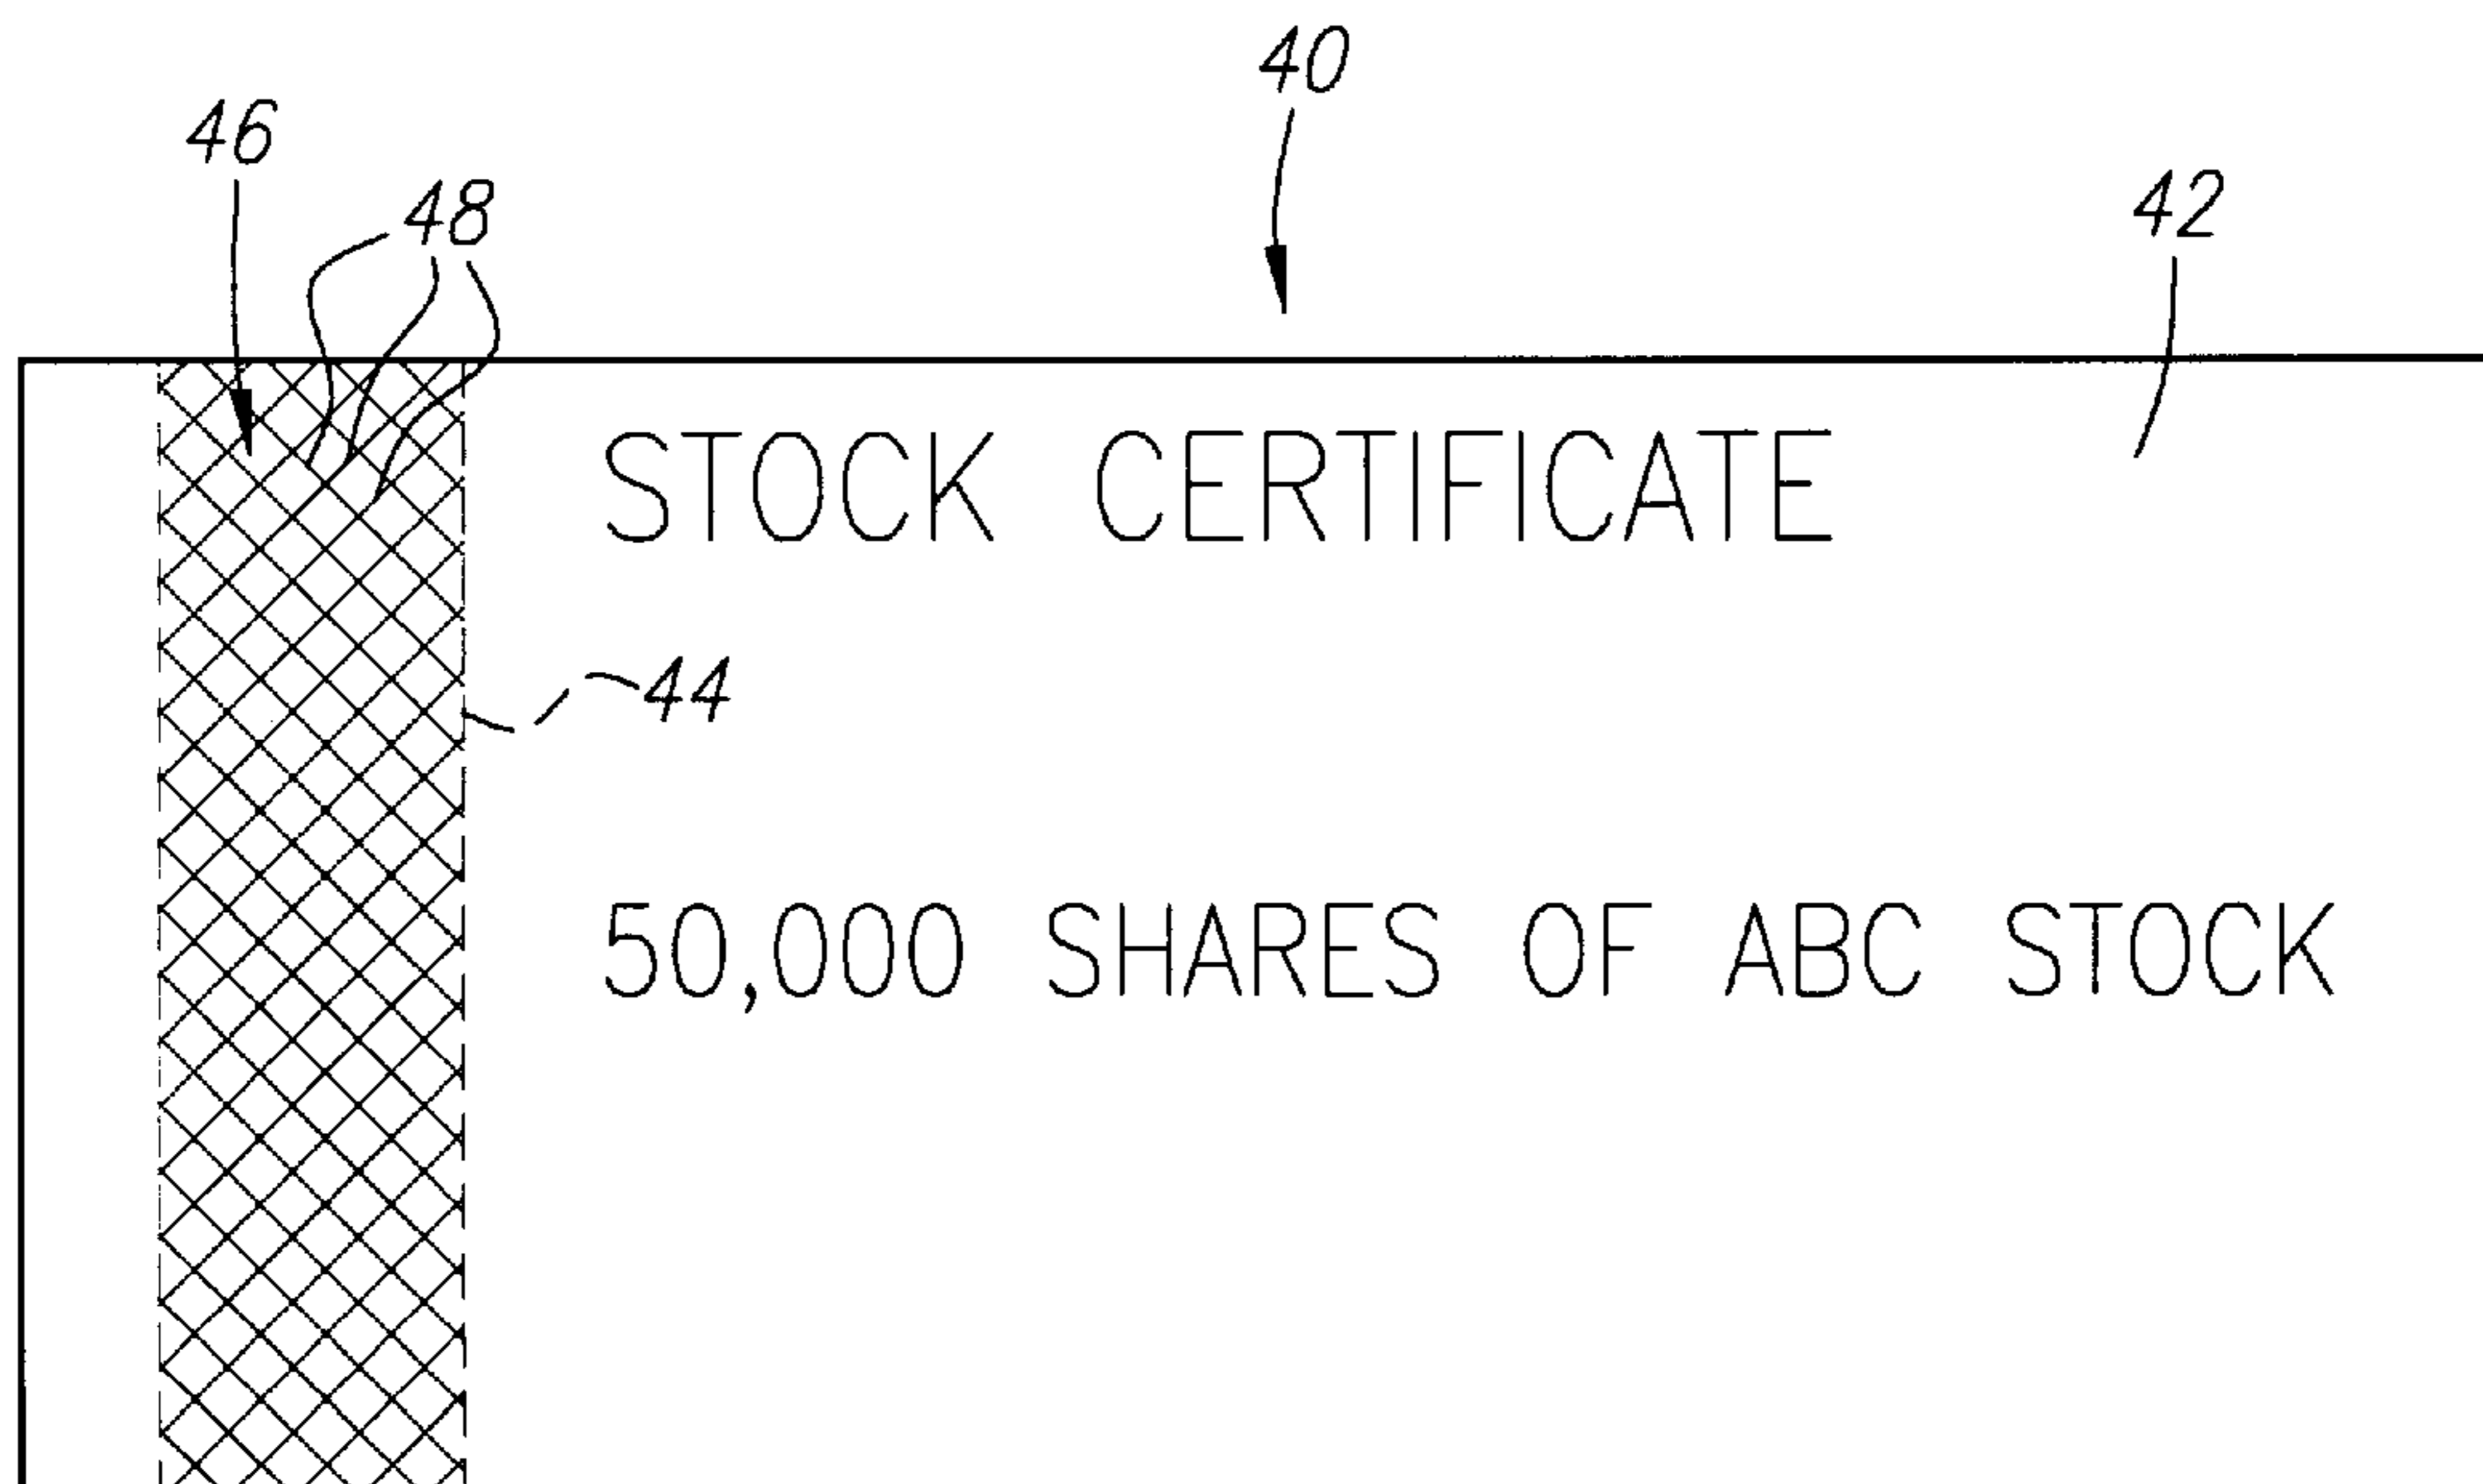 40
46
48
42
STOCK CERTIFICATE
44
50,000 SHARES OF ABC STOCK